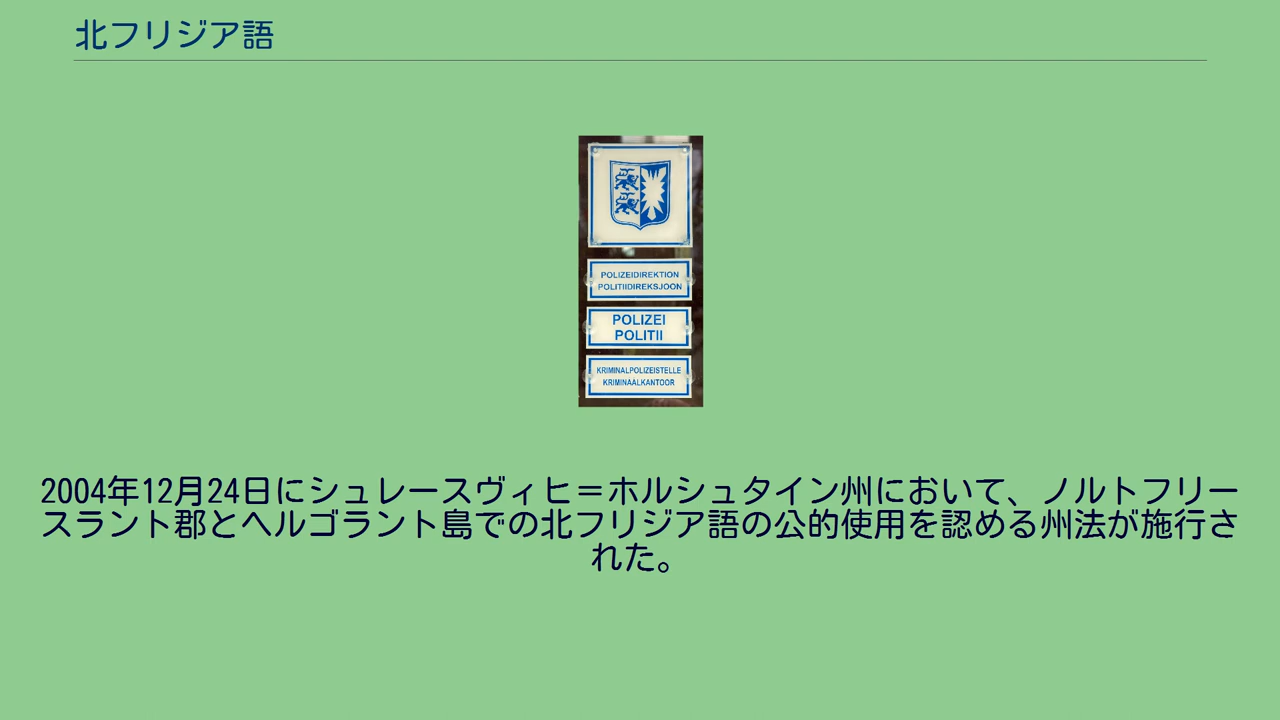 北フリジア語
POLIZEIDIREKTION
POLITIIDIREKSJOON
POLIZEI
POLITII
KRIMINALPOLIZEISTELLE
KRIMINAALKANTOOR
2004年12月24日にシュレースヴィヒ＝ホルシュタイン州において、ノルトフリー
スラント郡とヘルゴラント島での北フリジア語の公的使用を認める州法が施行さ
れた。